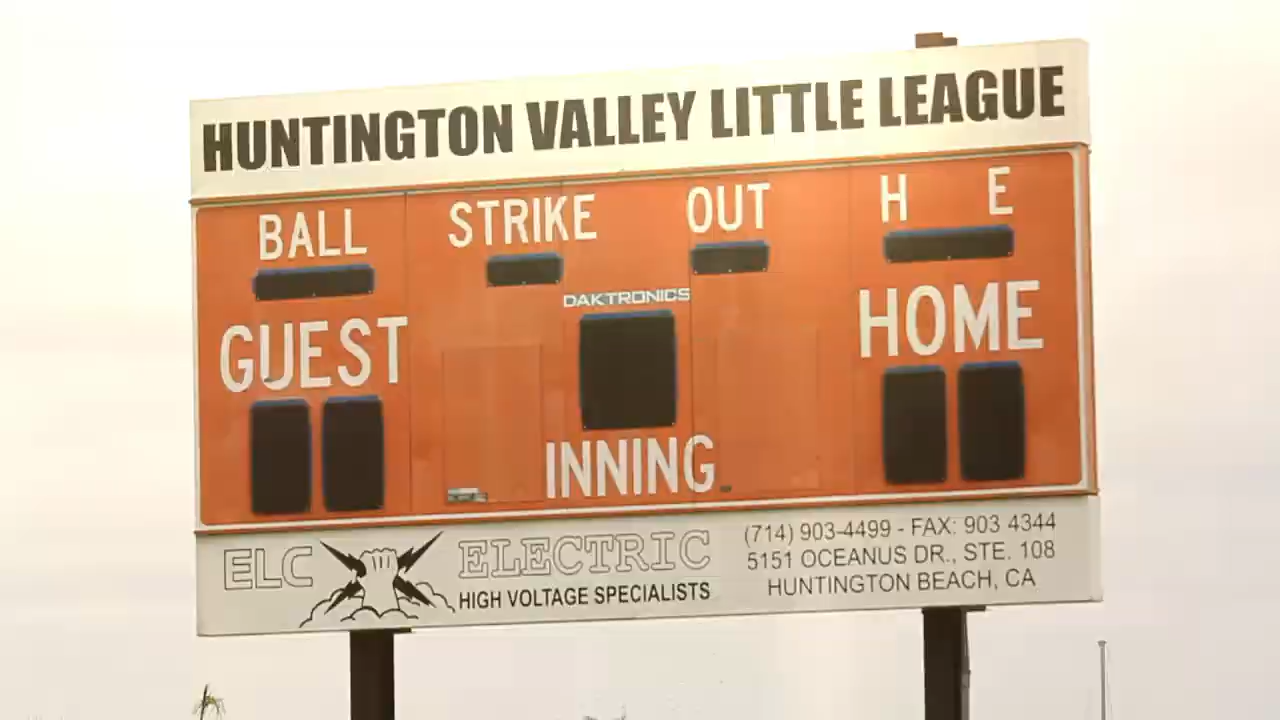 HUNTINGTON VALLEY LITTLE LEAGUE
BALL STRIKE OUT H E
DAKTRONICS
GUEST HOME
INNING
ELC ELECTRIC
HIGH VOLTAGE SPECIALISTS
(714) 903-4499 - FAX: 903 4344
5151 OCEANUS DR., STE. 108
HUNTINGTON BEACH, CA